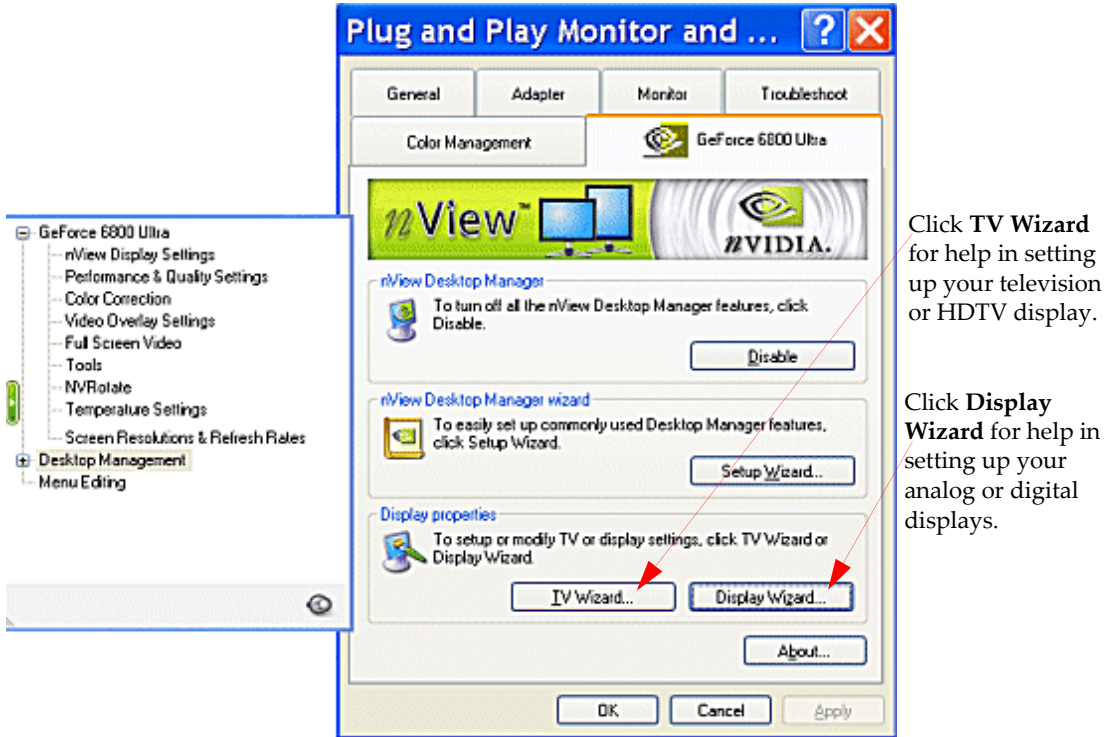 Plug and Play Monitor and ...
General
Adapter
Monitor
Troubleshoot
Color Management
GeForce 6800 Ultra
nView™
nVIDIA.
GeForce 6800 Ultra
nView Display Settings
Performance & Quality Settings
Color Correction
Video Overlay Settings
Full Screen Video
Tools
NVRotate
Temperature Settings
Screen Resolutions & Refresh Rates
Desktop Management
Menu Editing
nView Desktop Manager
To turn off all the nView Desktop Manager features, click
Disable.
Disable
nView Desktop Manager wizard
To easily set up commonly used Desktop Manager features,
click Setup Wizard.
Setup Wizard...
Display properties
To setup or modify TV or display settings, click TV Wizard or
Display Wizard.
TV Wizard...
Display Wizard...
About...
OK
Cancel
Apply
Click TV Wizard
for help in setting
up your television
or HDTV display.
Click Display
Wizard for help in
setting up your
analog or digital
displays.